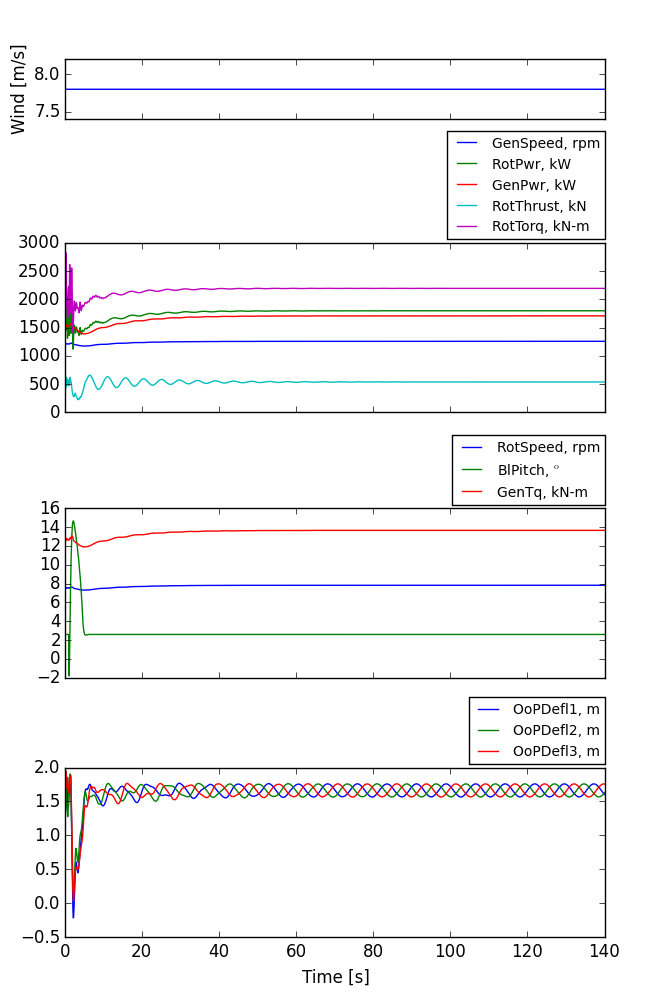 Wind [m/s]
8.0
7.5
GenSpeed, rpm
RotPwr, kW
GenPwr, kW
RotThrust, kN
RotTorq, kN-m
3000
2500
2000
1500
1000
500
0
RotSpeed, rpm
BlPitch, °
GenTq, kN-m
16
14
12
10
8
6
4
2
0
−2
OoPDefl1, m
OoPDefl2, m
OoPDefl3, m
2.0
1.5
1.0
0.5
0.0
−0.5
0 20 40 60 80 100 120 140
Time [s]